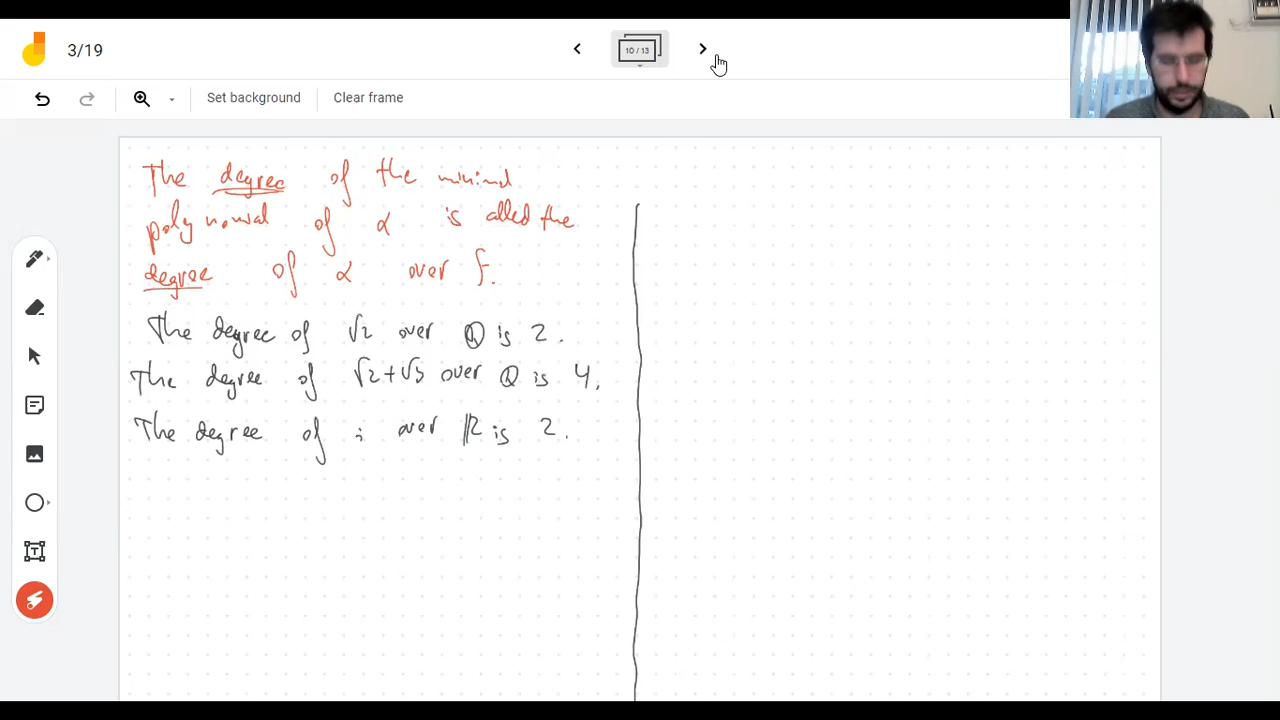 3/19
10 / 13
Set background
Clear frame
The degree of the minimal
polynomial of α is called the
degree of α over F.
The degree of √2 over ℚ is 2.
The degree of √2+√3 over ℚ is 4.
The degree of i over ℝ is 2.